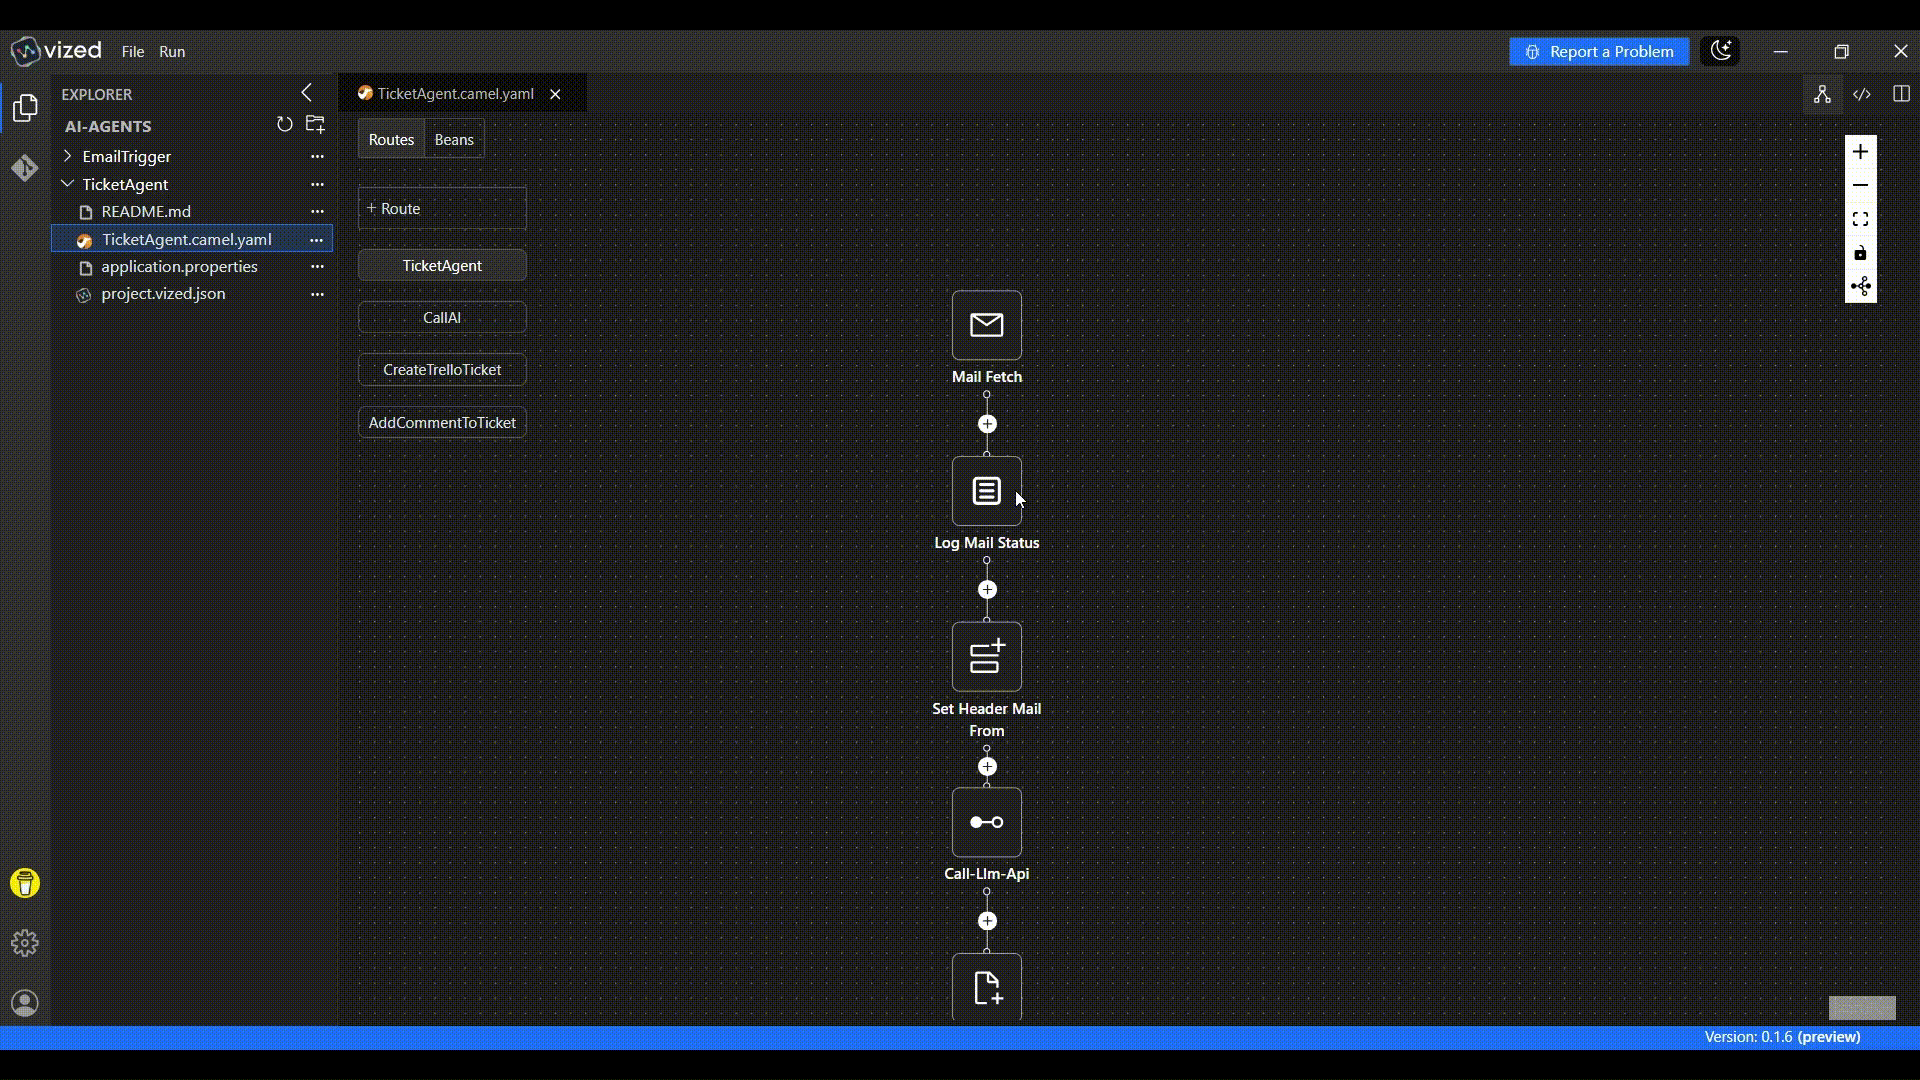 vized File Run Report a Problem
EXPLORER
AI-AGENTS
EmailTrigger
TicketAgent
README.md
TicketAgent.camel.yaml
application.properties
project.vized.json
TicketAgent.camel.yaml
Routes Beans
+ Route
TicketAgent
CallAI
CreateTrelloTicket
AddCommentToTicket
Mail Fetch
Log Mail Status
Set Header Mail
From
Call-Llm-Api
Version: 0.1.6 (preview)